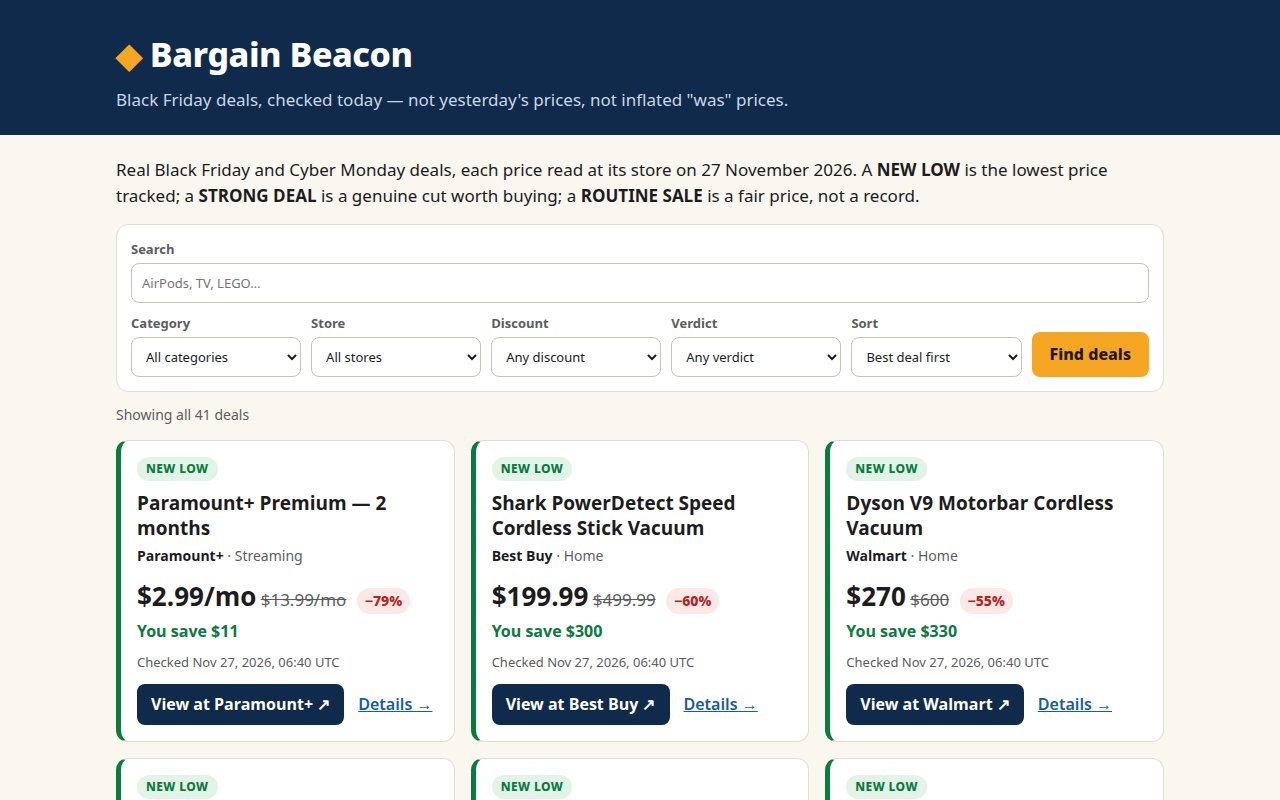 ◆ Bargain Beacon
Black Friday deals, checked today — not yesterday's prices, not inflated "was" prices.
Real Black Friday and Cyber Monday deals, each price read at its store on 27 November 2026. A NEW LOW is the lowest price
tracked; a STRONG DEAL is a genuine cut worth buying; a ROUTINE SALE is a fair price, not a record.
Search
AirPods, TV, LEGO...
Category Store Discount Verdict Sort
All categories All stores Any discount Any verdict Best deal first Find deals
Showing all 41 deals
NEW LOW
Paramount+ Premium — 2
months
Paramount+ · Streaming
$2.99/mo $13.99/mo −79%
You save $11
Checked Nov 27, 2026, 06:40 UTC
View at Paramount+ ↗ Details →
NEW LOW
Shark PowerDetect Speed
Cordless Stick Vacuum
Best Buy · Home
$199.99 $499.99 −60%
You save $300
Checked Nov 27, 2026, 06:40 UTC
View at Best Buy ↗ Details →
NEW LOW
Dyson V9 Motorbar Cordless
Vacuum
Walmart · Home
$270 $600 −55%
You save $330
Checked Nov 27, 2026, 06:40 UTC
View at Walmart ↗ Details →
NEW LOW
NEW LOW
NEW LOW